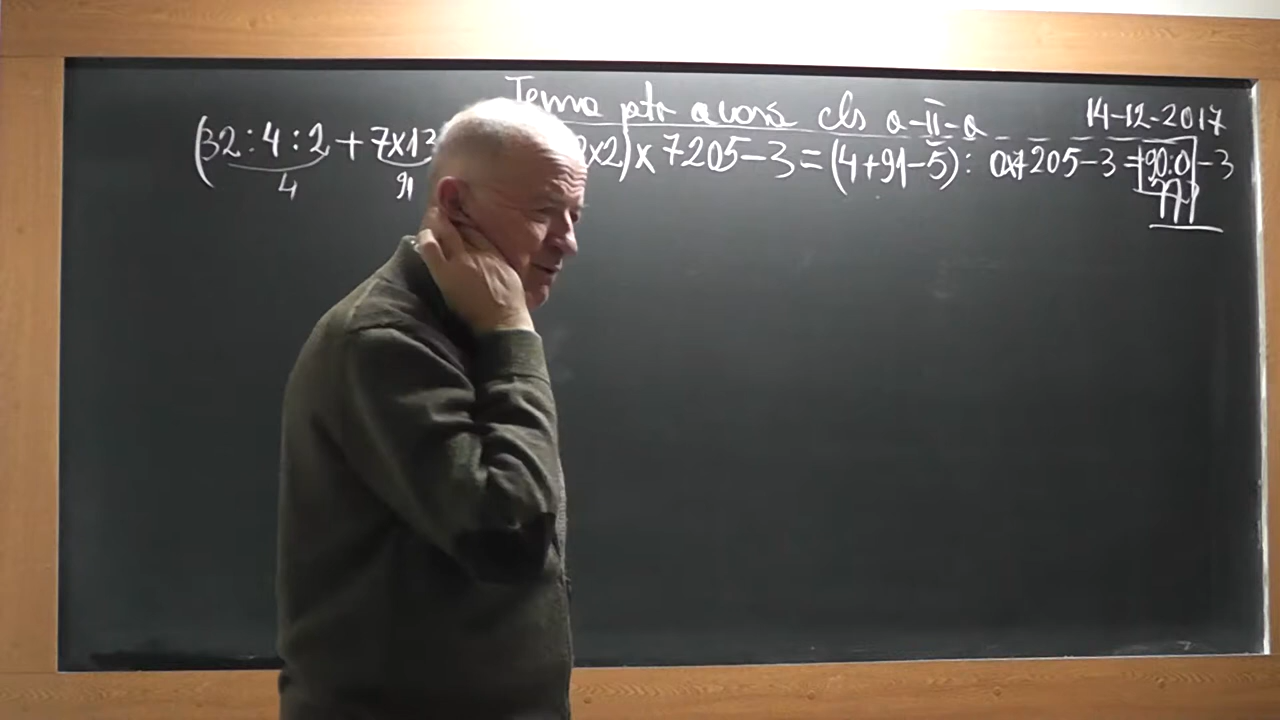 Tema ptr acasă cls a-II-a
14-12-2017
(32:4:2+7x13 x2)x7205-3=(4+91-5): 0x7205-3=90:0-3
4 91 ???